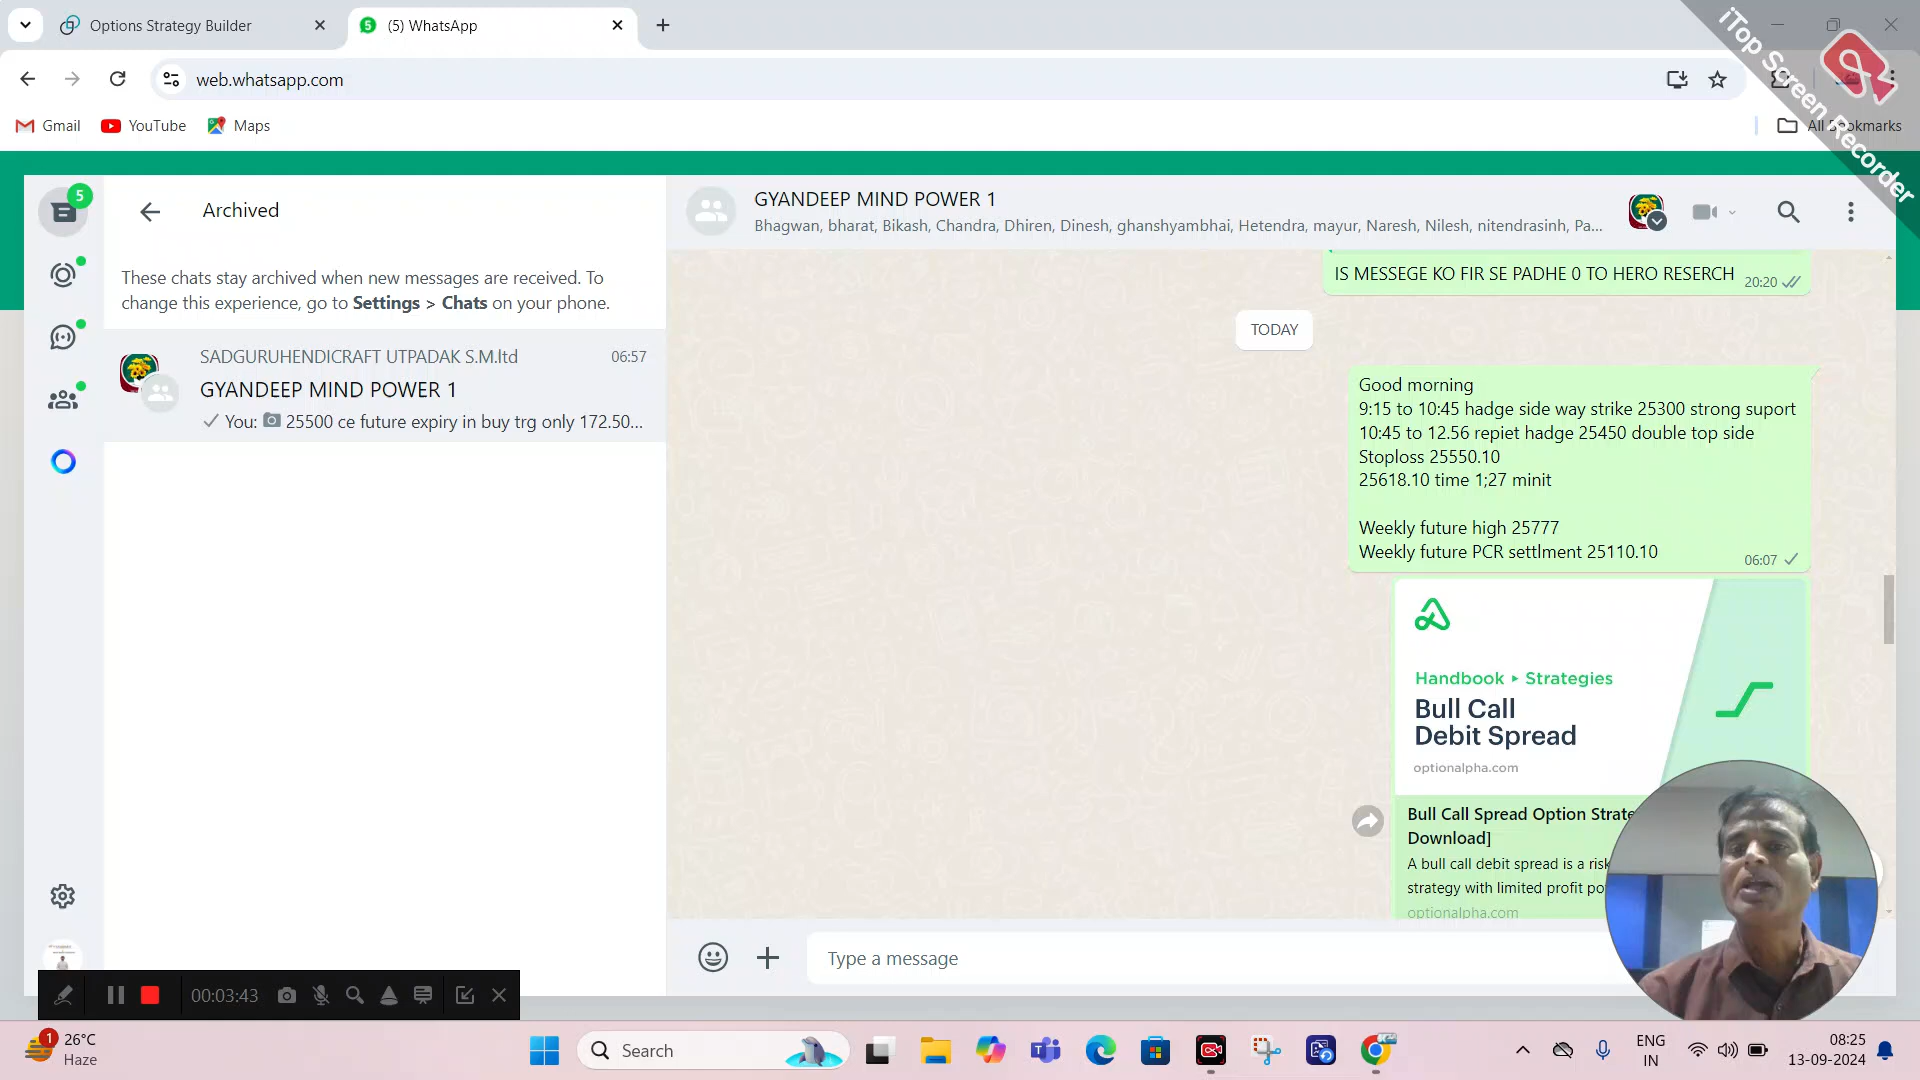 Options Strategy Builder
(5) WhatsApp
web.whatsapp.com
Gmail
YouTube
Maps
All Bookmarks
iTop Screen Recorder
5
Archived
These chats stay archived when new messages are received. To
change this experience, go to Settings > Chats on your phone.
SADGURUHENDICRAFT UTPADAK S.M.ltd
06:57
GYANDEEP MIND POWER 1
You: 25500 ce future expiry in buy trg only 172.50...
GYANDEEP MIND POWER 1
Bhagwan, bharat, Bikash, Chandra, Dhiren, Dinesh, ghanshyambhai, Hetendra, mayur, Naresh, Nilesh, nitendrasinh, Pa...
IS MESSEGE KO FIR SE PADHE 0 TO HERO RESERCH
20:20
TODAY
Good morning
9:15 to 10:45 hadge side way strike 25300 strong suport
10:45 to 12.56 repiet hadge 25450 double top side
Stoploss 25550.10
25618.10 time 1;27 minit
Weekly future high 25777
Weekly future PCR settlment 25110.10
06:07
Handbook ▸ Strategies
Bull Call
Debit Spread
optionalpha.com
Bull Call Spread Option Strate
Download]
A bull call debit spread is a risk
strategy with limited profit po
optionalpha.com
Type a message
00:03:43
1
26°C
Haze
Search
ENG
IN
08:25
13-09-2024